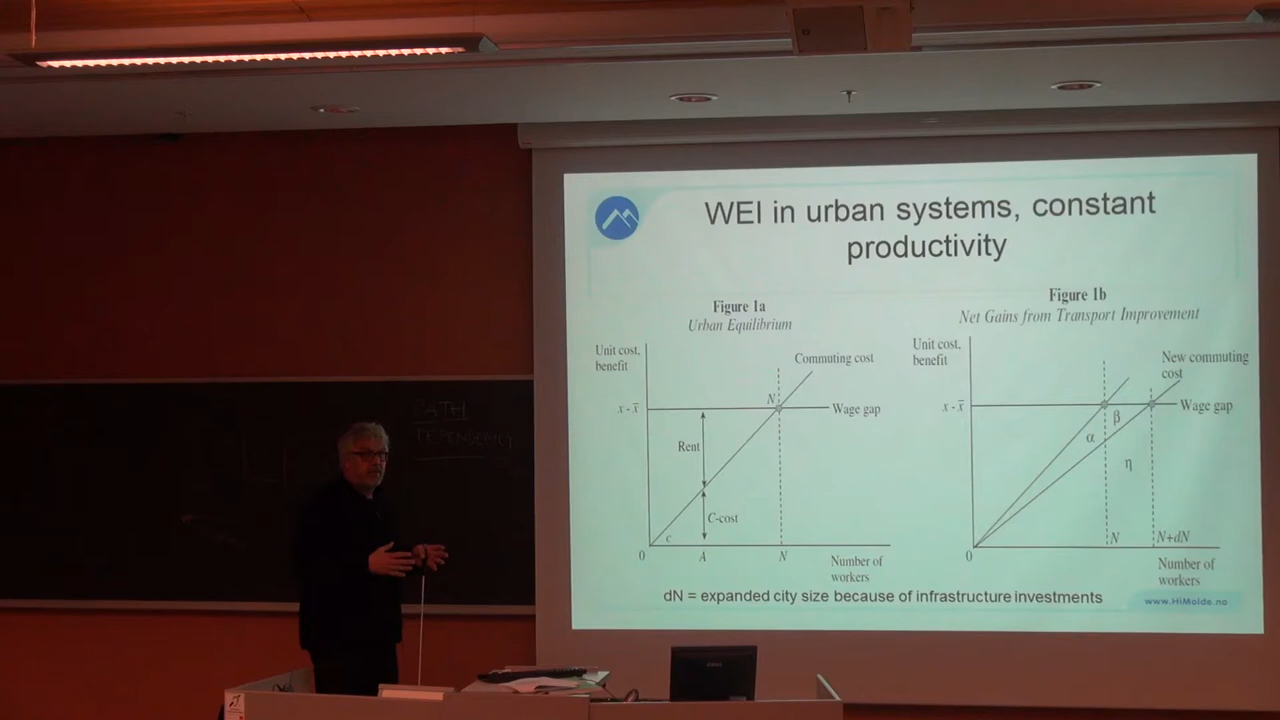 PATH
DEPENDENCY
WEI in urban systems, constant
productivity
Figure 1a
Urban Equilibrium
Unit cost,
benefit
Commuting cost
N
x - x̄
Wage gap
Rent
C-cost
c
0
A
N
Number of
workers
Figure 1b
Net Gains from Transport Improvement
Unit cost,
benefit
New commuting
cost
x - x̄
Wage gap
β
α
η
N
N+dN
0
Number of
workers
dN = expanded city size because of infrastructure investments
www.HiMolde.no